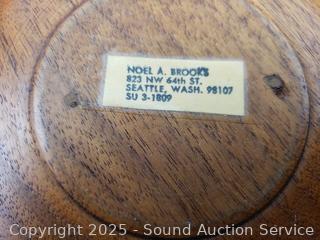 NOEL A. BROOKS
823 NW 64th ST.
SEATTLE, WASH. 98107
SU 3-1809
Copyright 2025 - Sound Auction Service